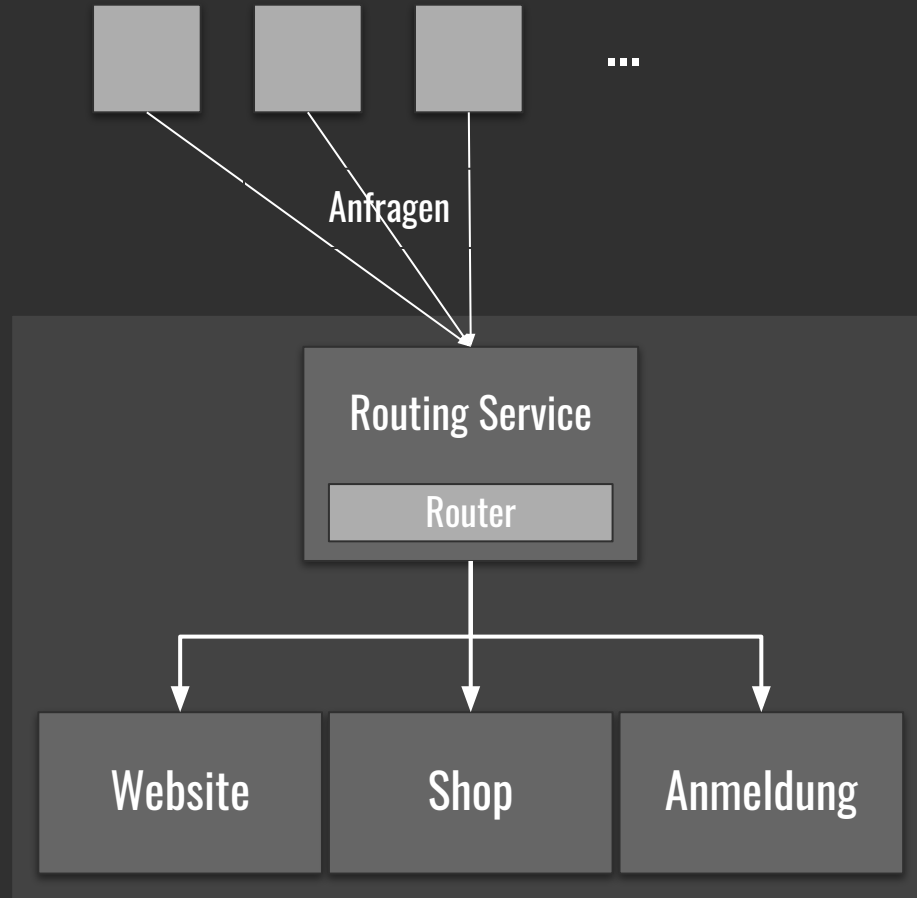 ...
Anfragen
Routing Service
Router
Website
Shop
Anmeldung